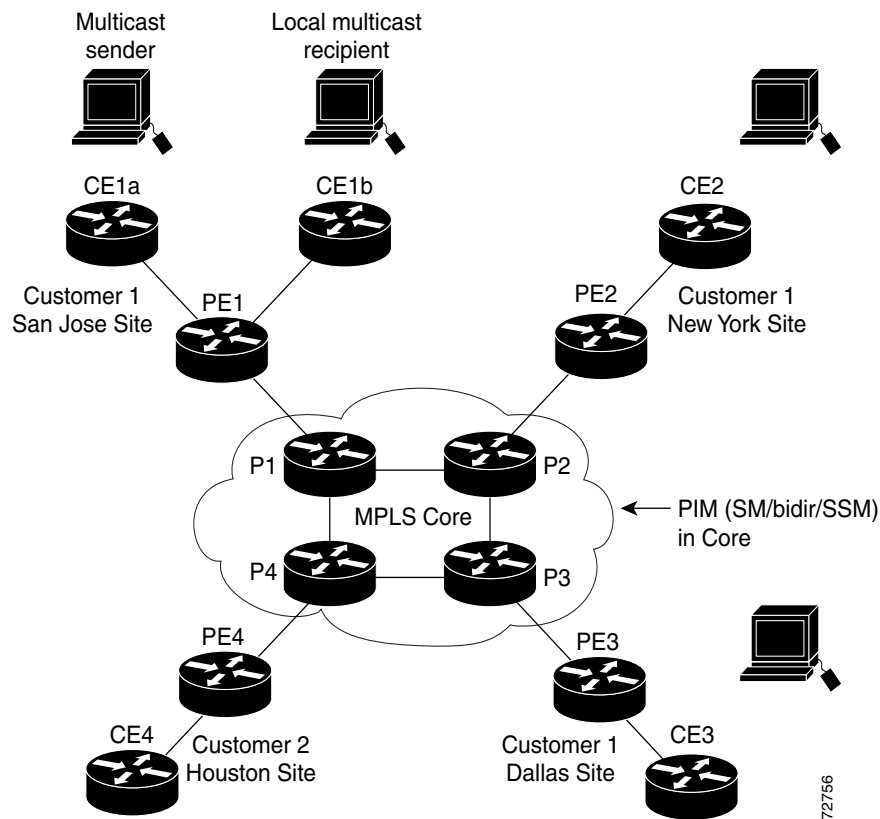 Multicast
sender
Local multicast
recipient
CE1a
CE1b
CE2
Customer 1
San Jose Site
PE1
PE2
Customer 1
New York Site
P1
P2
MPLS Core
PIM (SM/bidir/SSM)
in Core
P4
P3
PE4
PE3
CE4
Customer 2
Houston Site
Customer 1
Dallas Site
CE3
72756